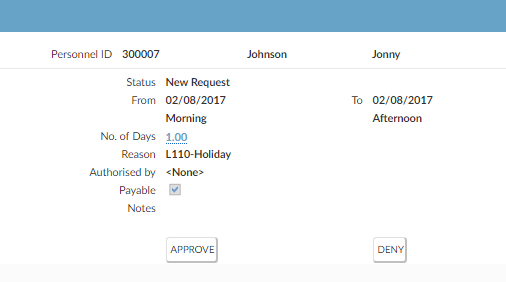 Personnel ID 300007 Johnson Jonny
Status New Request
From 02/08/2017 To 02/08/2017
Morning Afternoon
No. of Days 1.00
Reason L110-Holiday
Authorised by <None>
Payable
Notes
APPROVE DENY